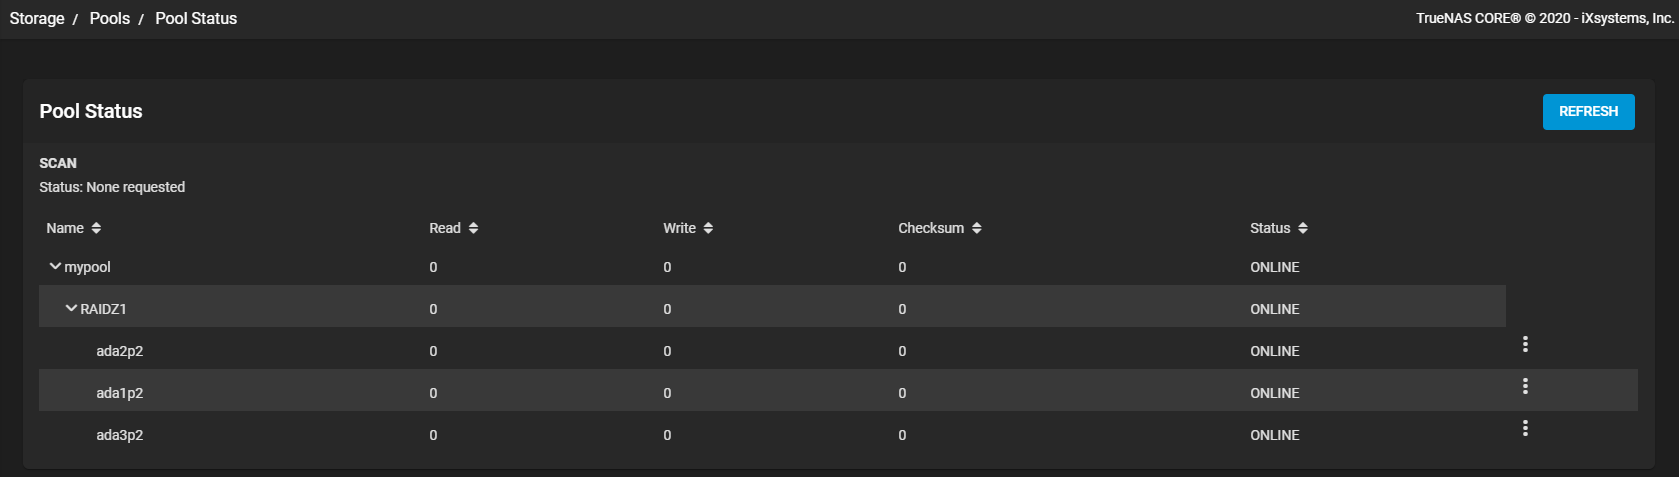 Storage / Pools / Pool Status
TrueNAS CORE® © 2020 - iXsystems, Inc.
Pool Status
REFRESH
SCAN
Status: None requested
Name Read Write Checksum Status
mypool 0 0 0 ONLINE
RAIDZ1 0 0 0 ONLINE
ada2p2 0 0 0 ONLINE
ada1p2 0 0 0 ONLINE
ada3p2 0 0 0 ONLINE